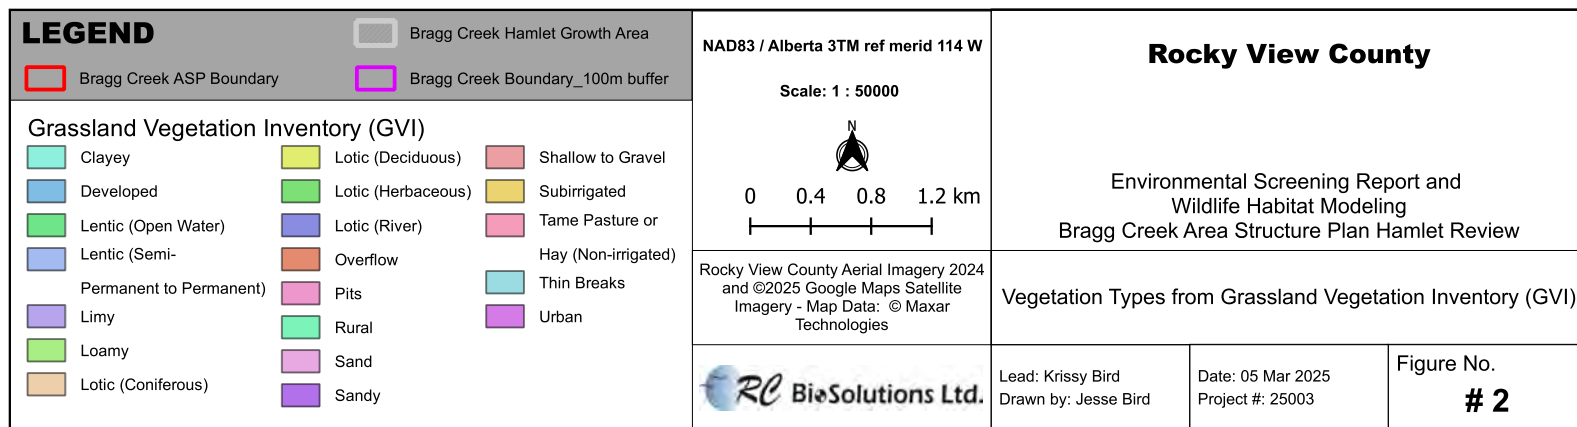 LEGEND
Bragg Creek Hamlet Growth Area
Bragg Creek ASP Boundary
Bragg Creek Boundary_100m buffer
Grassland Vegetation Inventory (GVI)
Clayey
Developed
Lentic (Open Water)
Lentic (Semi-
Permanent to Permanent)
Limy
Loamy
Lotic (Coniferous)
Lotic (Deciduous)
Lotic (Herbaceous)
Lotic (River)
Overflow
Pits
Rural
Sand
Sandy
Shallow to Gravel
Subirrigated
Tame Pasture or
Hay (Non-irrigated)
Thin Breaks
Urban
NAD83 / Alberta 3TM ref merid 114 W
Scale: 1 : 50000
N
0 0.4 0.8 1.2 km
Rocky View County Aerial Imagery 2024
and ©2025 Google Maps Satellite
Imagery - Map Data: © Maxar
Technologies
RC BioSolutions Ltd.
Rocky View County
Environmental Screening Report and
Wildlife Habitat Modeling
Bragg Creek Area Structure Plan Hamlet Review
Vegetation Types from Grassland Vegetation Inventory (GVI)
Lead: Krissy Bird
Drawn by: Jesse Bird
Date: 05 Mar 2025
Project #: 25003
Figure No.
# 2